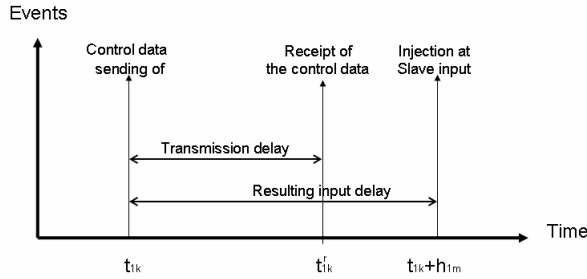 Events
Control data
sending of
Receipt of
the control data
Injection at
Slave input
Transmission delay
Resulting input delay
Time
t1k
t1k^r
t1k+h1m